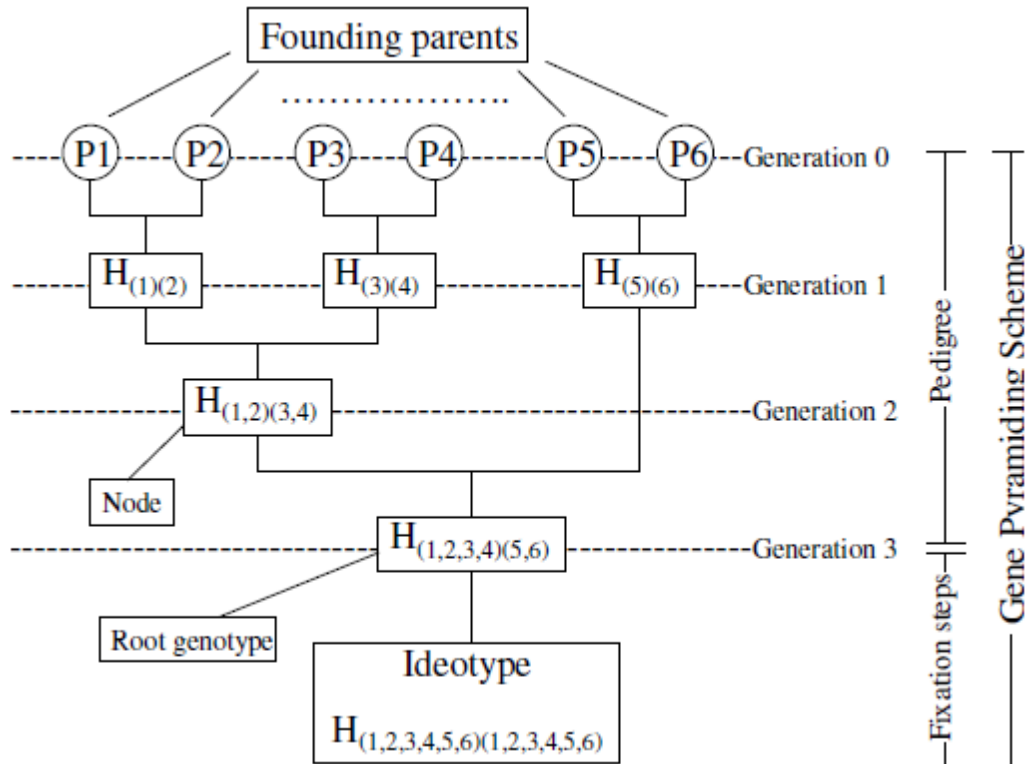 Founding parents
...................
P1 P2 P3 P4 P5 P6 Generation 0
H(1)(2) H(3)(4) H(5)(6) Generation 1
H(1,2)(3,4) Generation 2
Node
H(1,2,3,4)(5,6) Generation 3
Root genotype
Ideotype
H(1,2,3,4,5,6)(1,2,3,4,5,6)
Pedigree
Fixation steps
Gene Pyramiding Scheme